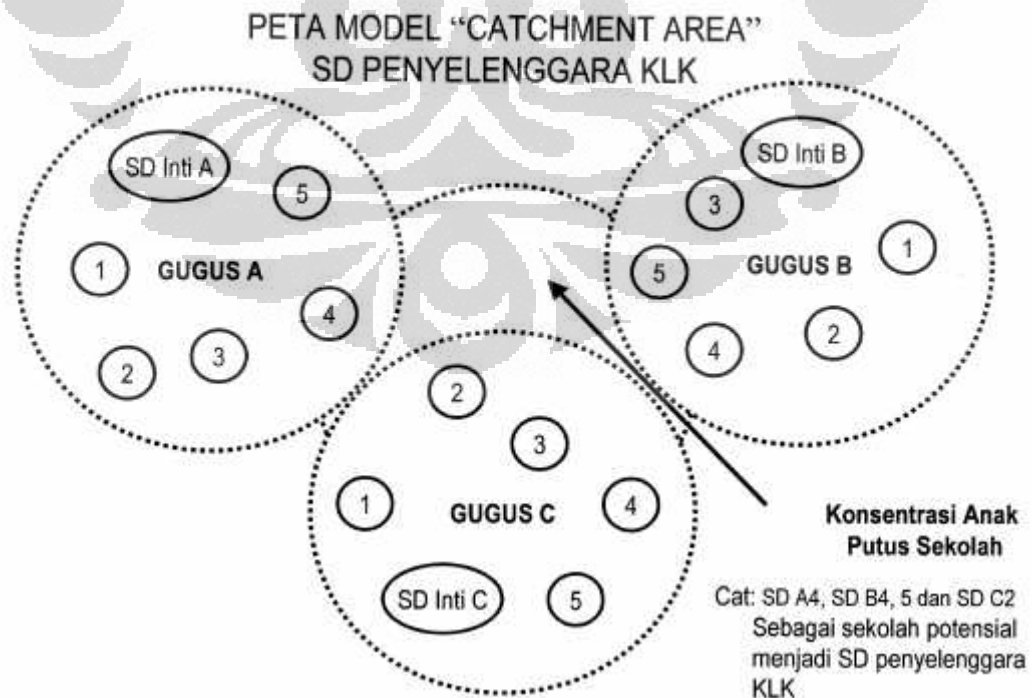 PETA MODEL “CATCHMENT AREA”
SD PENYELENGGARA KLK
SD Inti A
5
1
GUGUS A
4
3
2
SD Inti B
3
1
5
GUGUS B
2
4
2
3
1
GUGUS C
4
SD Inti C
5
Konsentrasi Anak
Putus Sekolah
Cat: SD A4, SD B4, 5 dan SD C2
Sebagai sekolah potensial
menjadi SD penyelenggara
KLK